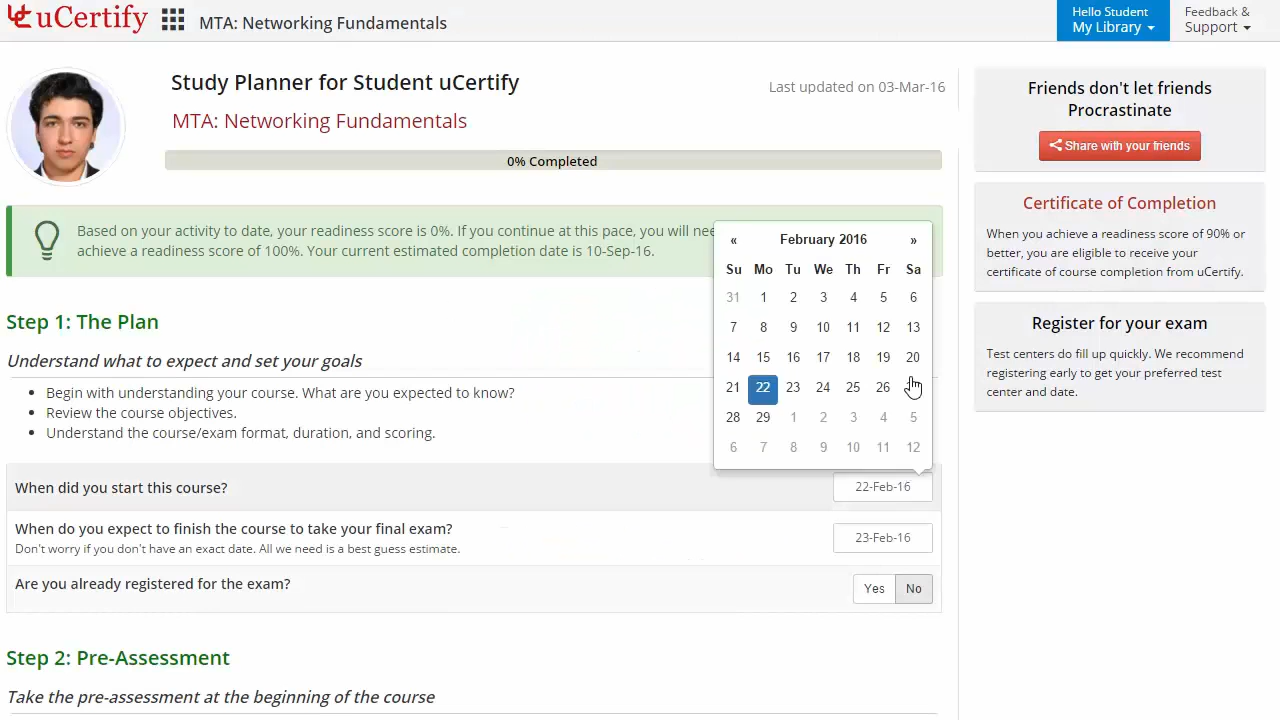 uCertify
MTA: Networking Fundamentals
Hello Student
My Library
Feedback &
Support
Study Planner for Student uCertify
Last updated on 03-Mar-16
MTA: Networking Fundamentals
0% Completed
Friends don't let friends
Procrastinate
Share with your friends
Certificate of Completion
When you achieve a readiness score of 90% or
better, you are eligible to receive your
certificate of course completion from uCertify.
Register for your exam
Test centers do fill up quickly. We recommend
registering early to get your preferred test
center and date.
Based on your activity to date, your readiness score is 0%. If you continue at this pace, you will
achieve a readiness score of 100%. Your current estimated completion date is 10-Sep-16.
« February 2016 »
Su Mo Tu We Th Fr Sa
31 1 2 3 4 5 6
7 8 9 10 11 12 13
14 15 16 17 18 19 20
21 22 23 24 25 26
28 29 1 2 3 4 5
6 7 8 9 10 11 12
Step 1: The Plan
Understand what to expect and set your goals
• Begin with understanding your course. What are you expected to know?
• Review the course objectives.
• Understand the course/exam format, duration, and scoring.
When did you start this course?
22-Feb-16
When do you expect to finish the course to take your final exam?
Don't worry if you don't have an exact date. All we need is a best guess estimate.
23-Feb-16
Are you already registered for the exam?
Yes No
Step 2: Pre-Assessment
Take the pre-assessment at the beginning of the course